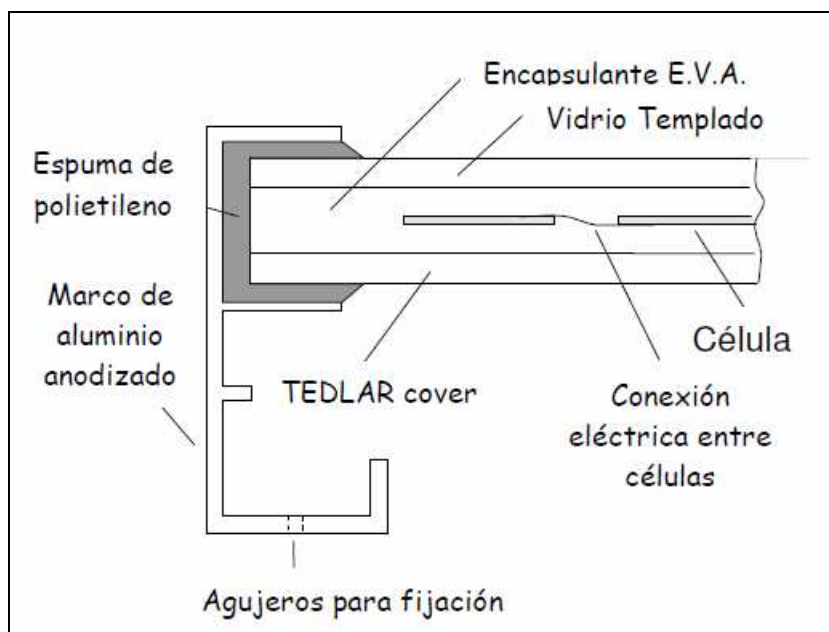 Encapsulante E.V.A.
Vidrio Templado
Espuma de
polietileno
Marco de
aluminio
anodizado
TEDLAR cover
Célula
Conexión
eléctrica entre
células
Agujeros para fijación